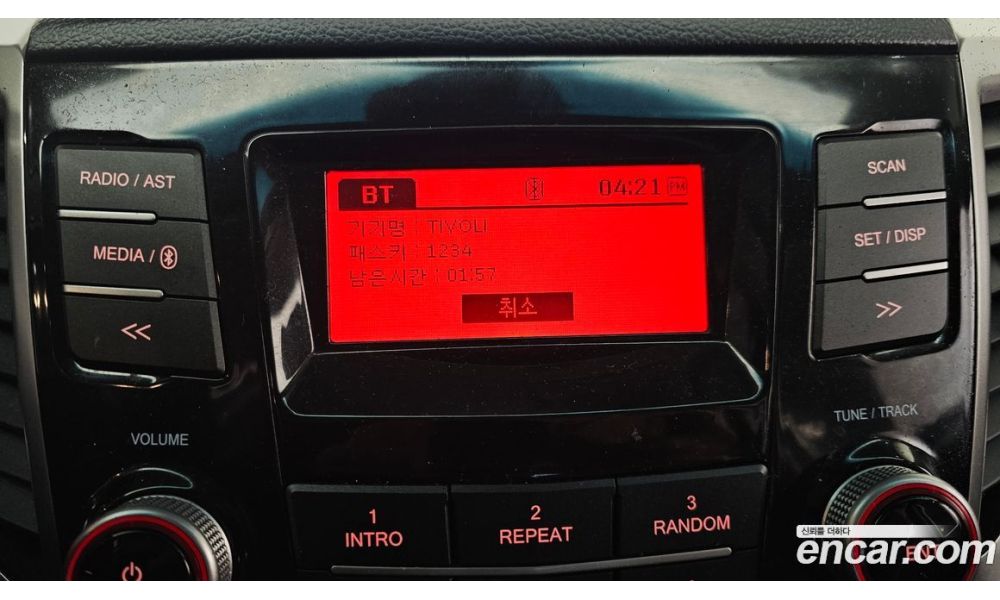 RADIO / AST
MEDIA /
<<
BT
04:21 PM
기기명 : TIVOLI
패스키 : 1234
남은시간 : 01:57
취소
SCAN
SET / DISP
>>
VOLUME
TUNE / TRACK
1
INTRO
2
REPEAT
3
RANDOM
신뢰를 더하다
encar.com